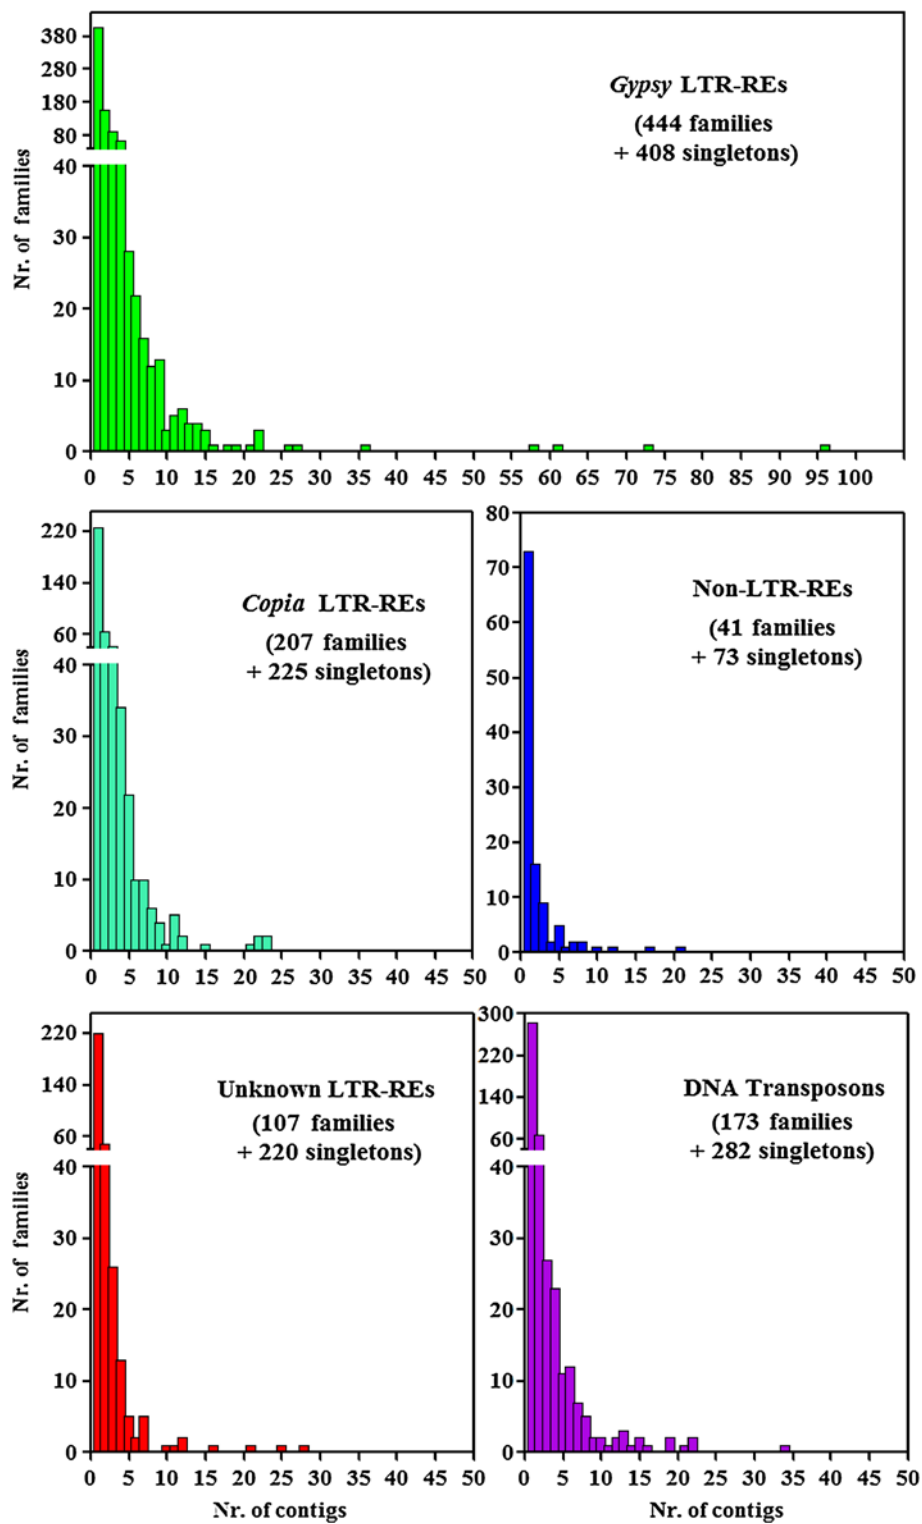 380
280
180
80
40
30
20
10
0
Nr. of families
Gypsy LTR-REs
(444 families
+ 408 singletons)
0 5 10 15 20 25 30 35 40 45 50 55 60 65 70 75 80 85 90 95 100
220
140
60
40
30
20
10
0
Nr. of families
Copia LTR-REs
(207 families
+ 225 singletons)
0 5 10 15 20 25 30 35 40 45 50
80
70
60
50
40
30
20
10
0
Non-LTR-REs
(41 families
+ 73 singletons)
0 5 10 15 20 25 30 35 40 45 50
220
140
60
40
30
20
10
0
Nr. of families
Unknown LTR-REs
(107 families
+ 220 singletons)
0 5 10 15 20 25 30 35 40 45 50
Nr. of contigs
300
220
140
60
40
30
20
10
0
DNA Transposons
(173 families
+ 282 singletons)
0 5 10 15 20 25 30 35 40 45 50
Nr. of contigs